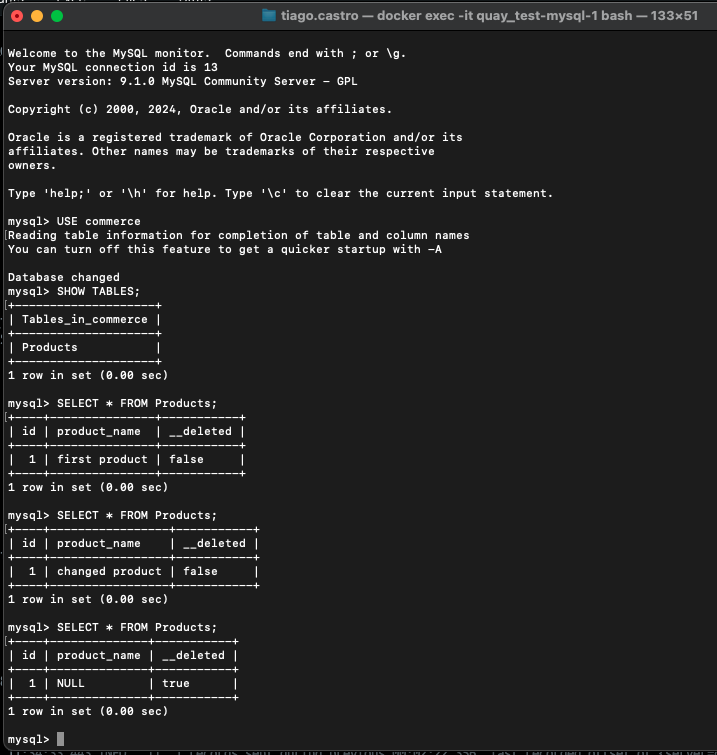 tiago.castro — docker exec -it quay_test-mysql-1 bash — 133×51
Welcome to the MySQL monitor.  Commands end with ; or \g.
Your MySQL connection id is 13
Server version: 9.1.0 MySQL Community Server - GPL
Copyright (c) 2000, 2024, Oracle and/or its affiliates.
Oracle is a registered trademark of Oracle Corporation and/or its
affiliates. Other names may be trademarks of their respective
owners.
Type 'help;' or '\h' for help. Type '\c' to clear the current input statement.
mysql> USE commerce
Reading table information for completion of table and column names
You can turn off this feature to get a quicker startup with -A
Database changed
mysql> SHOW TABLES;
+--------------------+
| Tables_in_commerce |
+--------------------+
| Products           |
+--------------------+
1 row in set (0.00 sec)
mysql> SELECT * FROM Products;
+----+---------------+-----------+
| id | product_name  | __deleted |
+----+---------------+-----------+
|  1 | first product | false     |
+----+---------------+-----------+
1 row in set (0.00 sec)
mysql> SELECT * FROM Products;
+----+-----------------+-----------+
| id | product_name    | __deleted |
+----+-----------------+-----------+
|  1 | changed product | false     |
+----+-----------------+-----------+
1 row in set (0.00 sec)
mysql> SELECT * FROM Products;
+----+--------------+-----------+
| id | product_name | __deleted |
+----+--------------+-----------+
|  1 | NULL         | true      |
+----+--------------+-----------+
1 row in set (0.00 sec)
mysql>